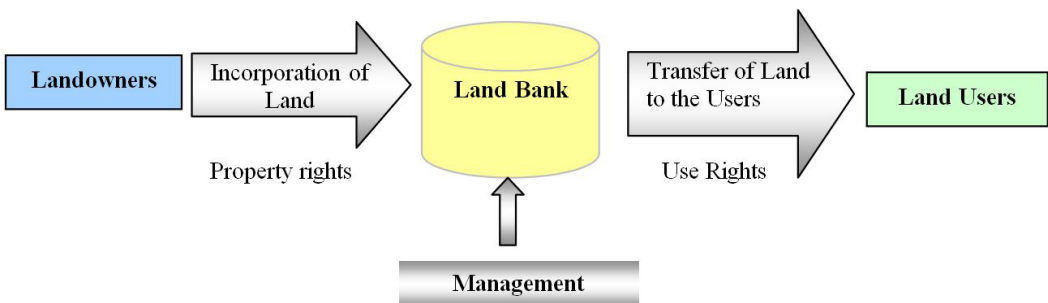 Landowners
Incorporation of
Land
Property rights
Land Bank
Transfer of Land
to the Users
Use Rights
Land Users
Management